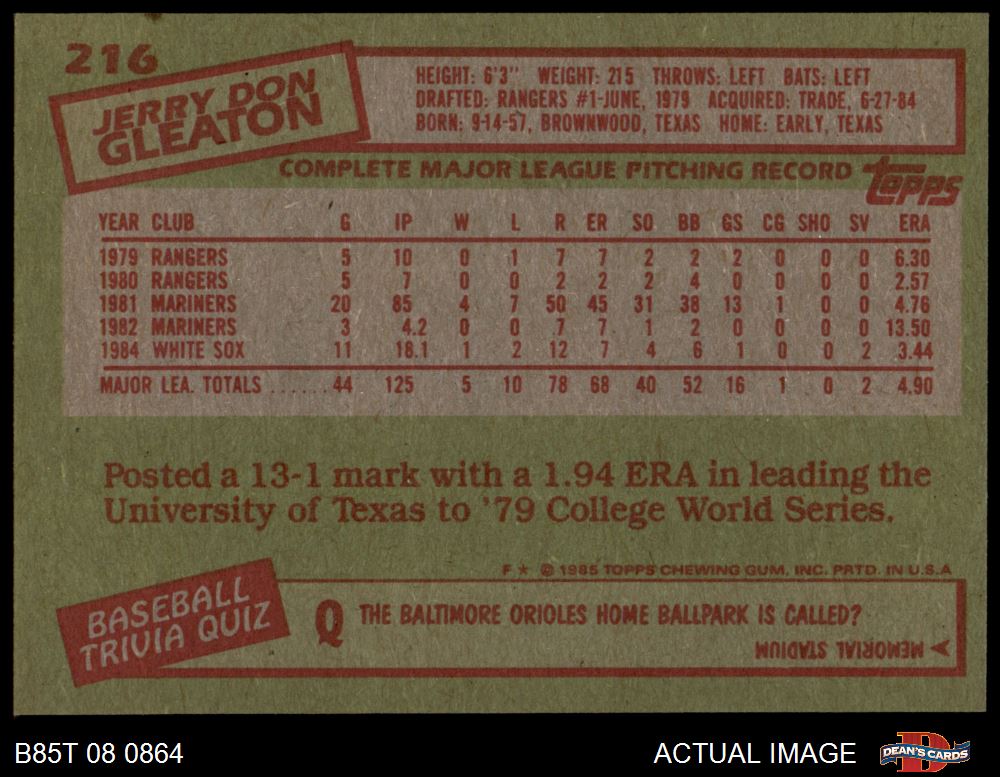 216
JERRY DON
GLEATON
HEIGHT: 6'3" WEIGHT: 215 THROWS: LEFT BATS: LEFT
DRAFTED: RANGERS #1-JUNE, 1979 ACQUIRED: TRADE, 6-27-84
BORN: 9-14-57, BROWNWOOD, TEXAS HOME: EARLY, TEXAS
COMPLETE MAJOR LEAGUE PITCHING RECORD topps
YEAR CLUB G IP W L R ER SO BB GS CG SHO SV ERA
1979 RANGERS 5 10 0 1 7 7 2 2 2 0 0 0 6.30
1980 RANGERS 5 7 0 0 2 2 2 4 0 0 0 0 2.57
1981 MARINERS 20 85 4 7 50 45 31 38 13 1 0 0 4.76
1982 MARINERS 3 4.2 0 0 7 7 1 2 0 0 0 0 13.50
1984 WHITE SOX 11 18.1 1 2 12 7 4 6 1 0 0 2 3.44
MAJOR LEA. TOTALS ...... 44 125 5 10 78 68 40 52 16 1 0 2 4.90
Posted a 13-1 mark with a 1.94 ERA in leading the
University of Texas to '79 College World Series.
F ★ © 1985 TOPPS CHEWING GUM, INC. PRTD. IN U.S.A
BASEBALL
TRIVIA QUIZ
Q THE BALTIMORE ORIOLES HOME BALLPARK IS CALLED?
MEMORIAL STADIUM
B85T 08 0864 ACTUAL IMAGE D DEAN'S CARDS